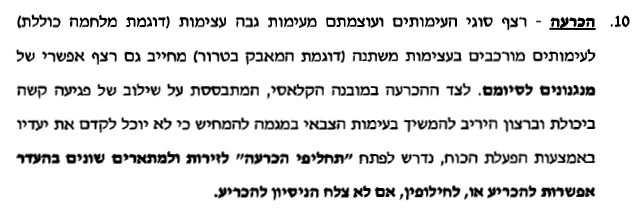 10. הכרעה - רצף סוגי העימותים ועוצמתם מעימות גבה עצימות (דוגמת מלחמה כוללת)
לעימותים מורכבים בעצימות משתנה (דוגמת המאבק בטרור) מחייב גם רצף אפשרי של
מנגנונים לסיומם. לצד ההכרעה במובנה הקלאסי, המתבססת על שילוב של פגיעה קשה
ביכולת וברצון היריב להמשיך בעימות הצבאי במגמה להמחיש כי לא יוכל לקדם את יעדיו
באמצעות הפעלת הכוח, נדרש לפתח "תחליפי הכרעה" לזירות ולמתארים שונים בהעדר
אפשרות להכריע או, לחילופין, אם לא צלח הניסיון להכריע.